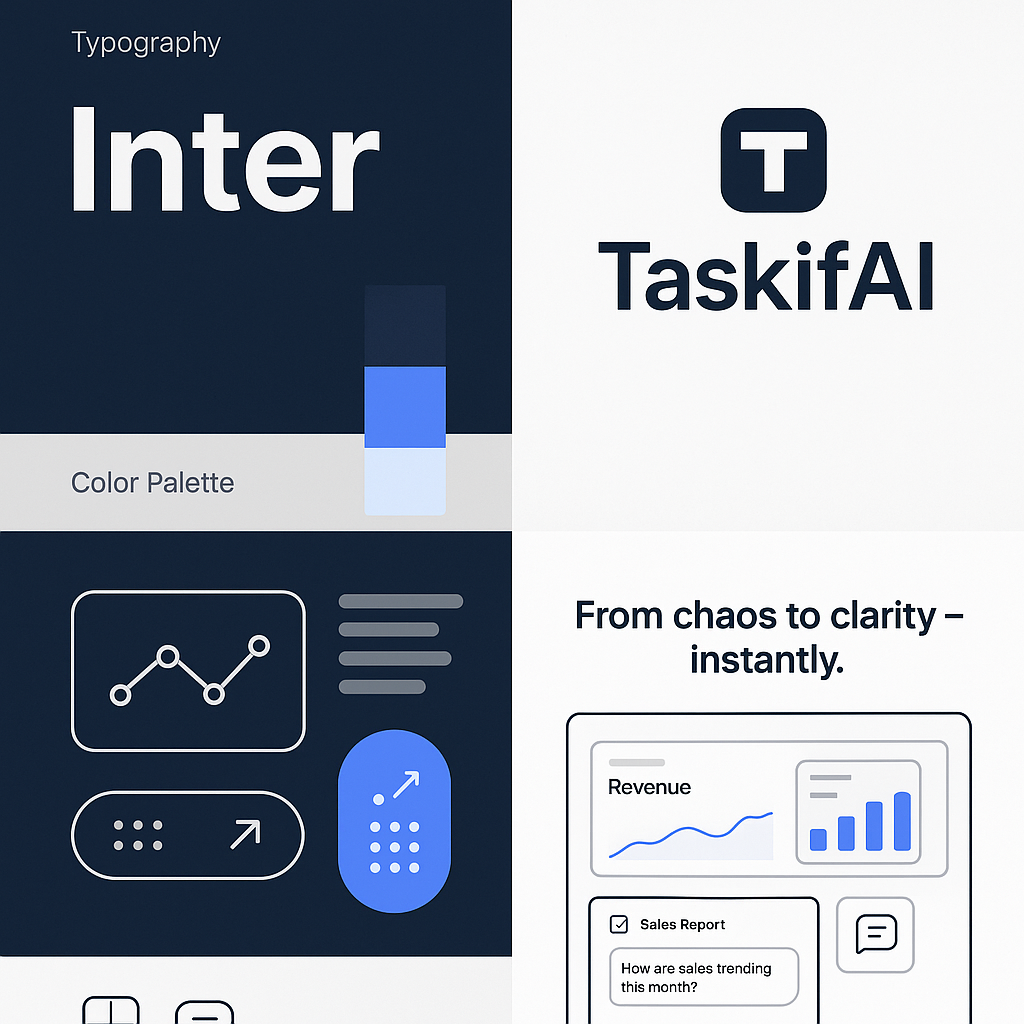 Typography
Inter
Color Palette
T
TaskifAI
From chaos to clarity –
instantly.
Revenue
Sales Report
How are sales trending
this month?